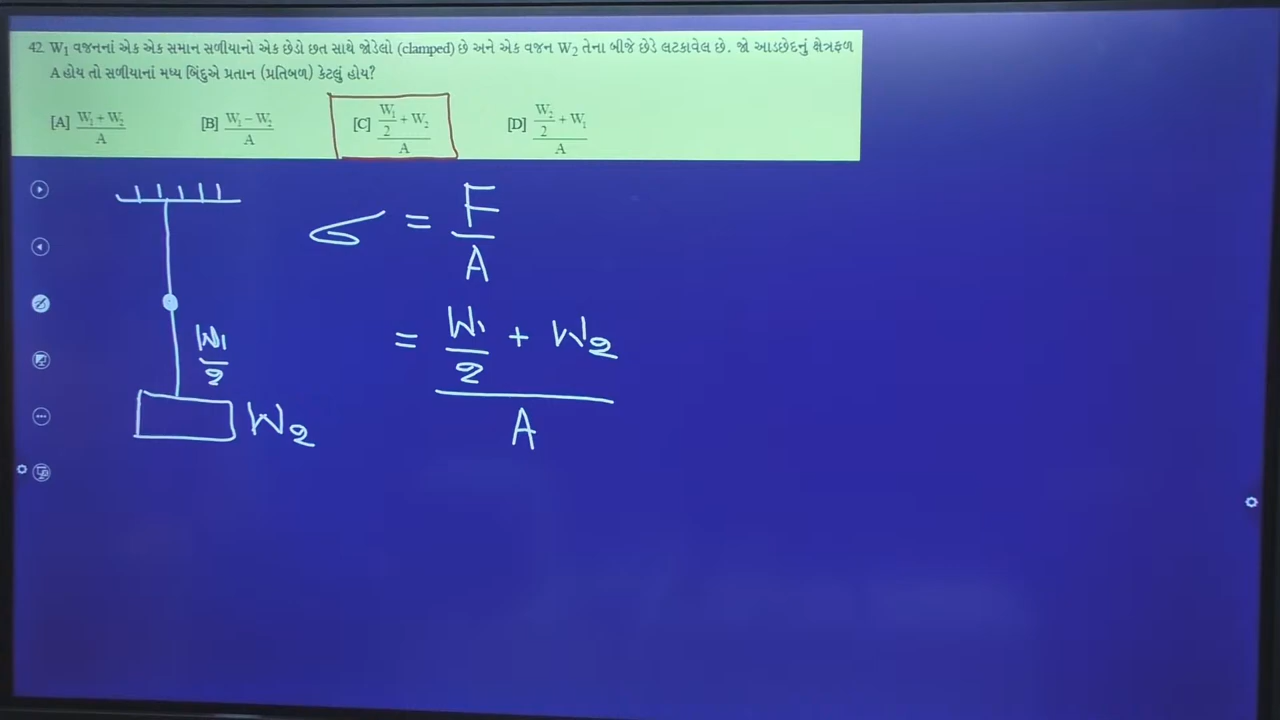 42. W₁ વજનનાં એક એક સમાન સળીયાનો એક છેડો છત સાથે જોડેલો (clamped) છે અને એક વજન W₂ તેના બીજે છેડે લટકાવેલ છે. જો આડછેદનું ક્ષેત્રફળ
A હોય તો સળીયાનાં મધ્ય બિંદુએ પ્રતાન (પ્રતિબળ) કેટલું હોય?
[A] (W₁ + W₂)/A [B] (W₁ − W₂)/A [C] (W₁/2 + W₂)/A [D] (W₂/2 + W₁)/A
σ = F/A
= (W₁/2 + W₂)/A
W₁/2
W₂